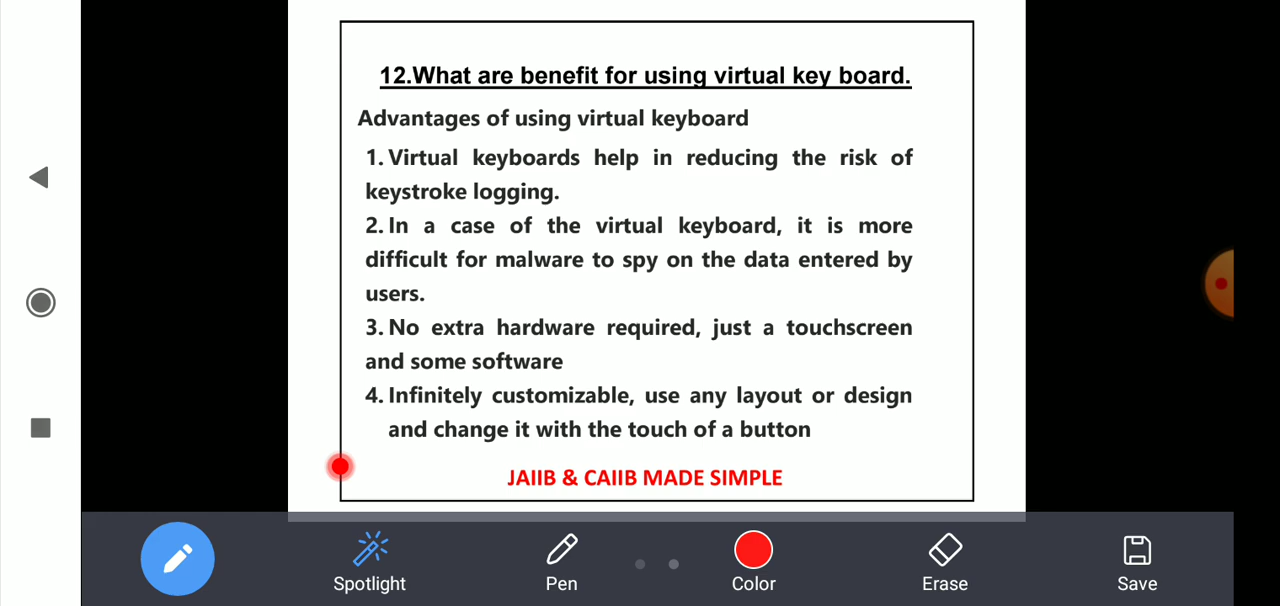 12.What are benefit for using virtual key board.
Advantages of using virtual keyboard
1. Virtual keyboards help in reducing the risk of
keystroke logging.
2. In a case of the virtual keyboard, it is more
difficult for malware to spy on the data entered by
users.
3. No extra hardware required, just a touchscreen
and some software
4. Infinitely customizable, use any layout or design
and change it with the touch of a button
JAIIB & CAIIB MADE SIMPLE
Spotlight Pen Color Erase Save